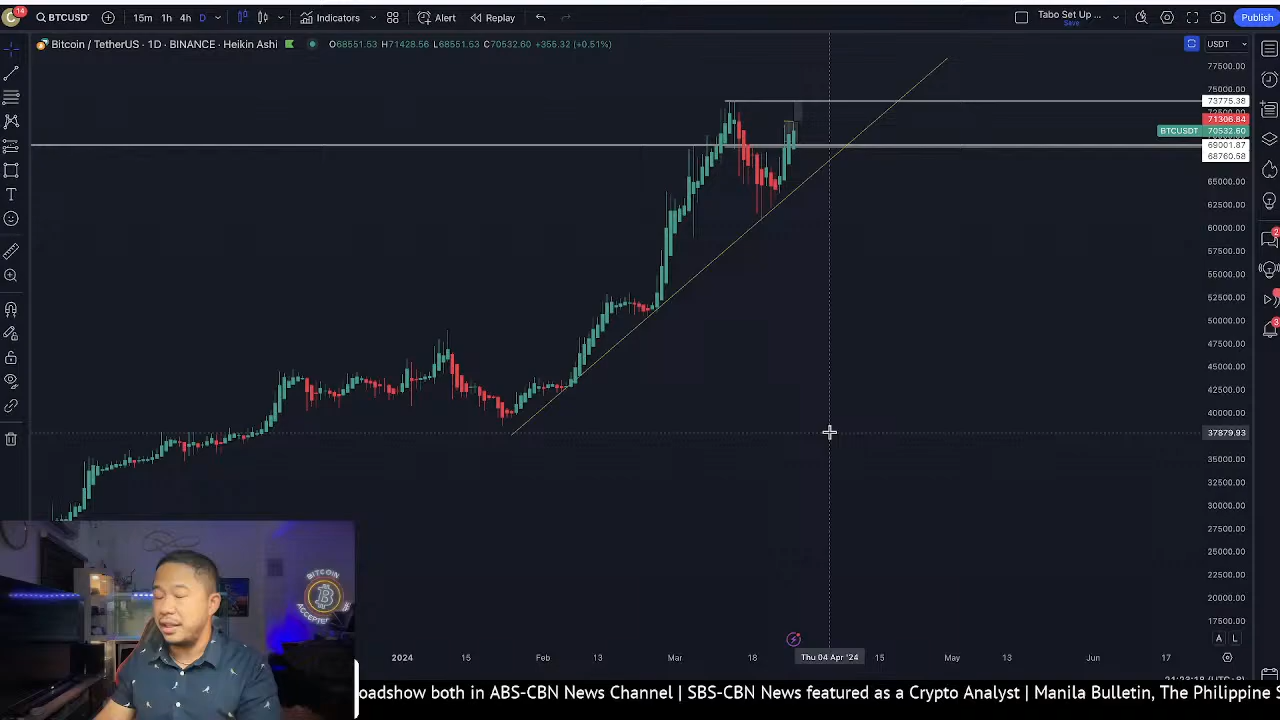 14
BTCUSD
15m 1h 4h D
Indicators
Alert
Replay
Tabo Set Up ...
Save
Publish
Bitcoin / TetherUS · 1D · BINANCE · Heikin Ashi
O68551.53 H71428.56 L68551.53 C70532.60 +355.32 (+0.51%)
USDT
77500.00
75000.00
73775.38
71306.64
BTCUSDT 70532.60
69001.87
68760.58
65000.00
62500.00
60000.00
57500.00
55000.00
52500.00
50000.00
47500.00
45000.00
42500.00
40000.00
37879.93
35000.00
32500.00
30000.00
27500.00
25000.00
22500.00
20000.00
17500.00
A L
2024 15 Feb 13 Mar 18 Thu 04 Apr '24 15 May 13 Jun 17
BITCOIN
B
ACCEPTED
oadshow both in ABS-CBN News Channel | SBS-CBN News featured as a Crypto Analyst | Manila Bulletin, The Philippine S